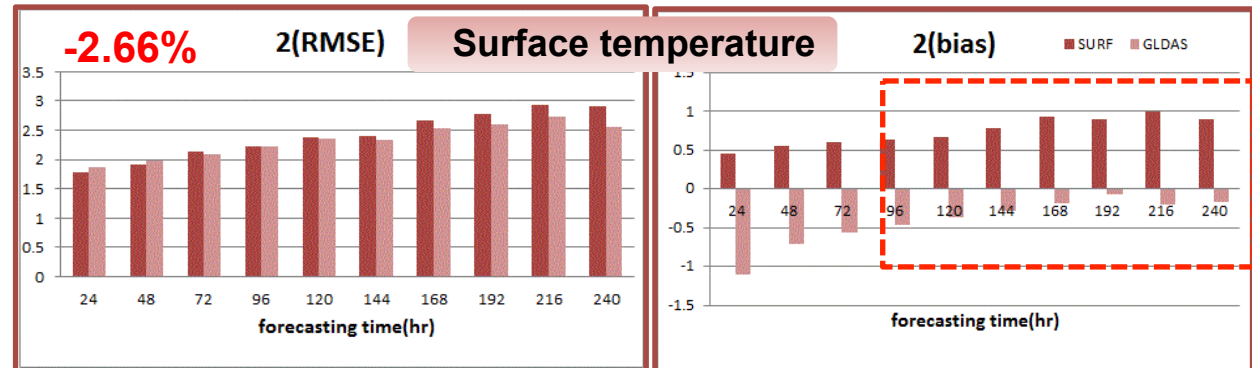 Surface temperature
-2.66%
2(RMSE)
3.5
3
2.5
2
1.5
1
0.5
0
24 48 72 96 120 144 168 192 216 240
forecasting time(hr)
2(bias)
SURF GLDAS
1.5
1
0.5
0
-0.5
-1
-1.5
24 48 72 96 120 144 168 192 216 240
forecasting time(hr)